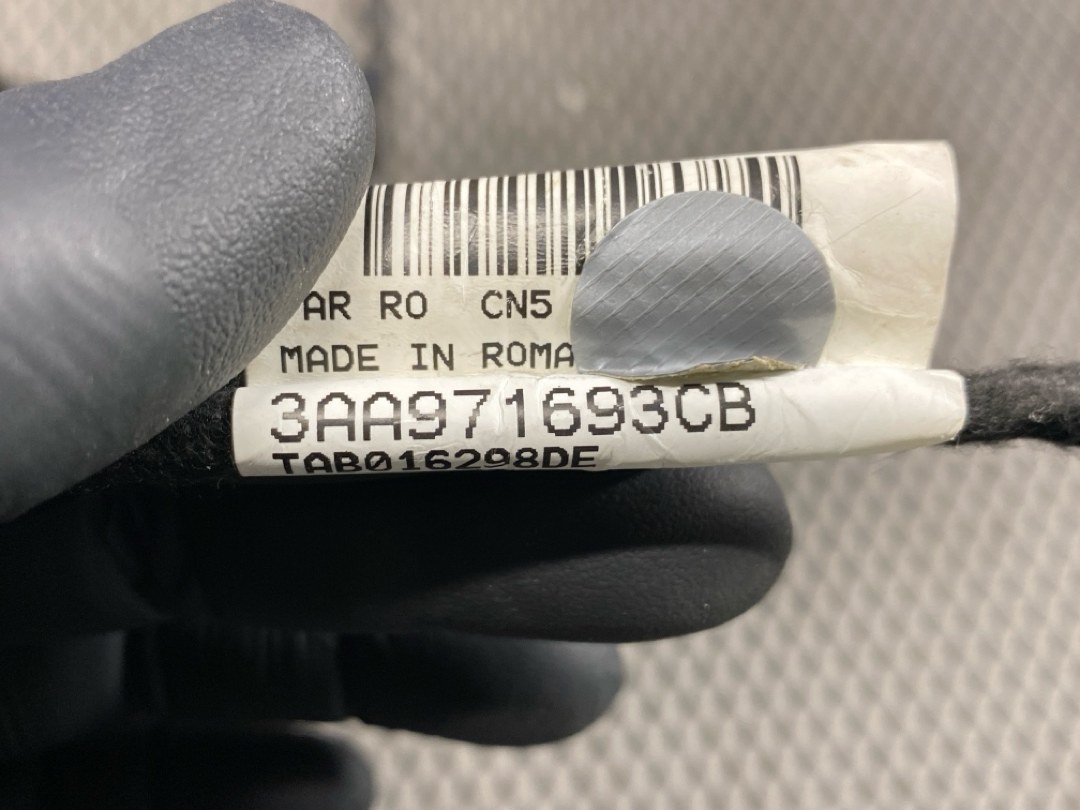 AR RO CN5
MADE IN ROMA
3AA971693CB
TAB016298DE